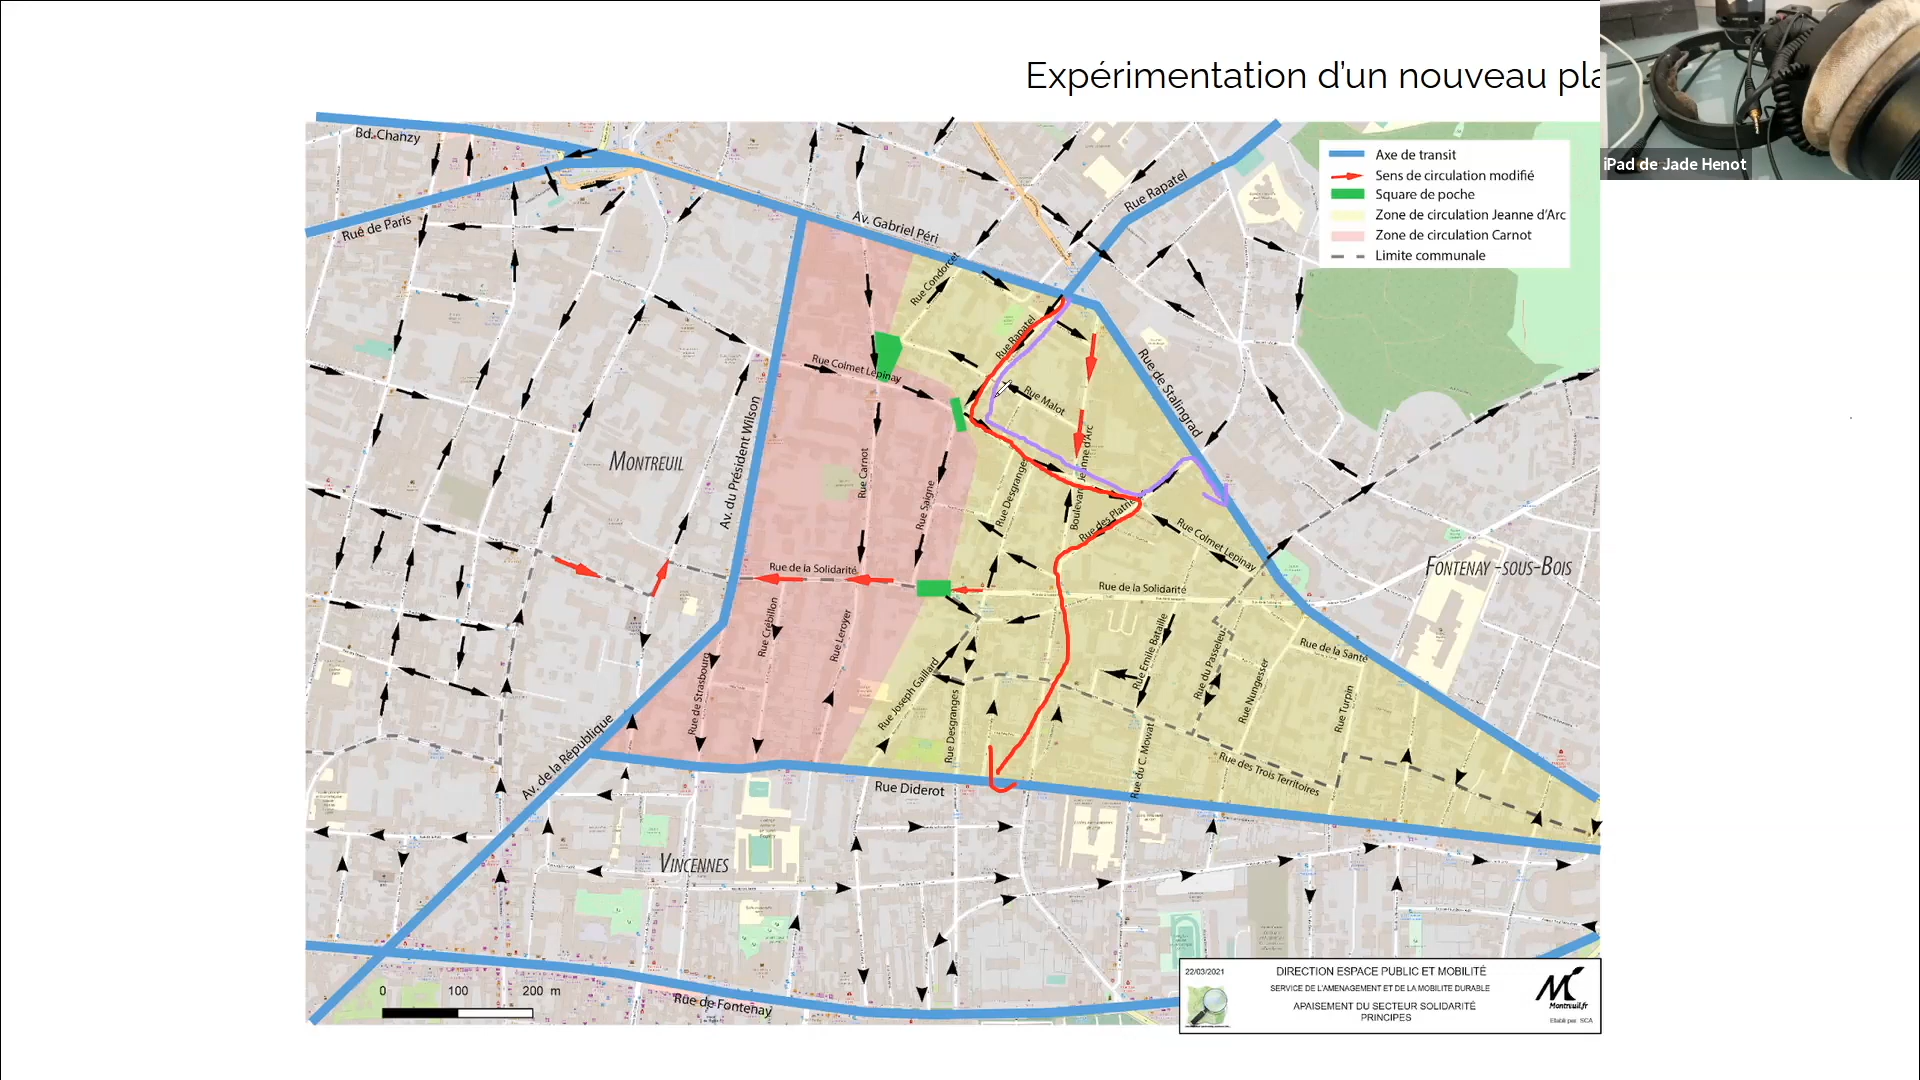 Expérimentation d'un nouveau pla
iPad de Jade Henot
Bd. Chanzy
Rue de Paris
Av. Gabriel Péri
Rue Rapatel
Axe de transit
Sens de circulation modifié
Square de poche
Zone de circulation Jeanne d'Arc
Zone de circulation Carnot
Limite communale
Rue Condorcet
Rue Rapatel
Rue Colmet Lepinay
Rue Malot
Rue de Stalingrad
MONTREUIL
Av. du Président Wilson
Rue Carnot
Rue Saigne
Rue Desgranges
Boulevard Jeanne d'Arc
Rue des Platrières
Rue Colmet Lepinay
FONTENAY -SOUS-BOIS
Rue de la Solidarité
Rue de la Solidarité
Rue Crébillon
Rue Leroyer
Rue de Strasbourg
Rue Joseph Gaillard
Rue Desgranges
Rue Emile Bataille
Rue du Passeleu
Rue Nungesser
Rue de la Santé
Rue Turpin
Rue du C. Mowat
Rue des Trois Territoires
Av. de la République
Rue Diderot
VINCENNES
0 100 200 m
Rue de Fontenay
22/03/2021
DIRECTION ESPACE PUBLIC ET MOBILITÉ
SERVICE DE L'AMENAGEMENT ET DE LA MOBILITE DURABLE
APAISEMENT DU SECTEUR SOLIDARITÉ
PRINCIPES
Montreuil.fr
Etabli par SCA